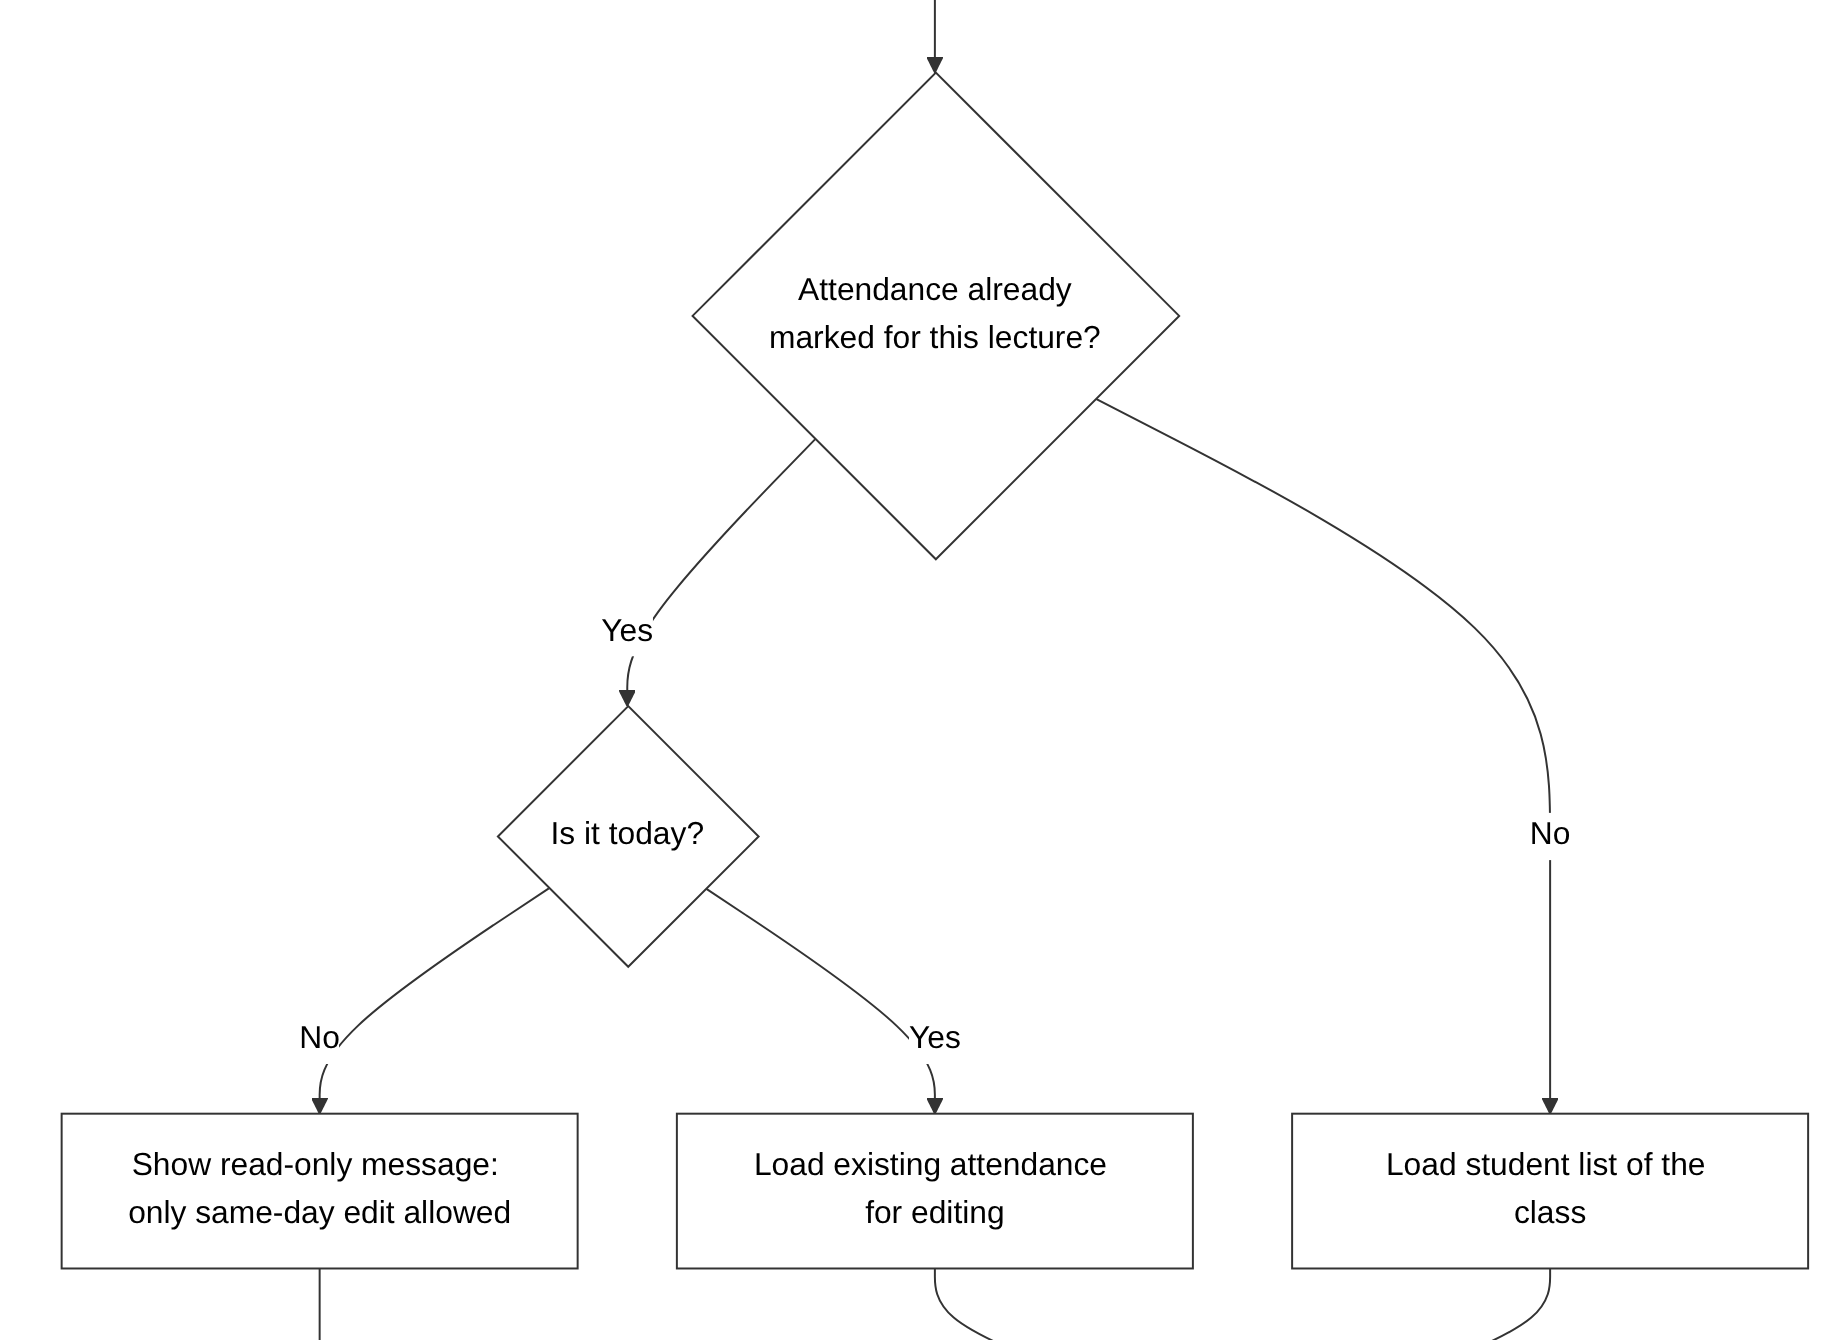 Attendance already
marked for this lecture?
Yes
Is it today?
No
No
Yes
Show read-only message:
only same-day edit allowed
Load existing attendance
for editing
Load student list of the
class